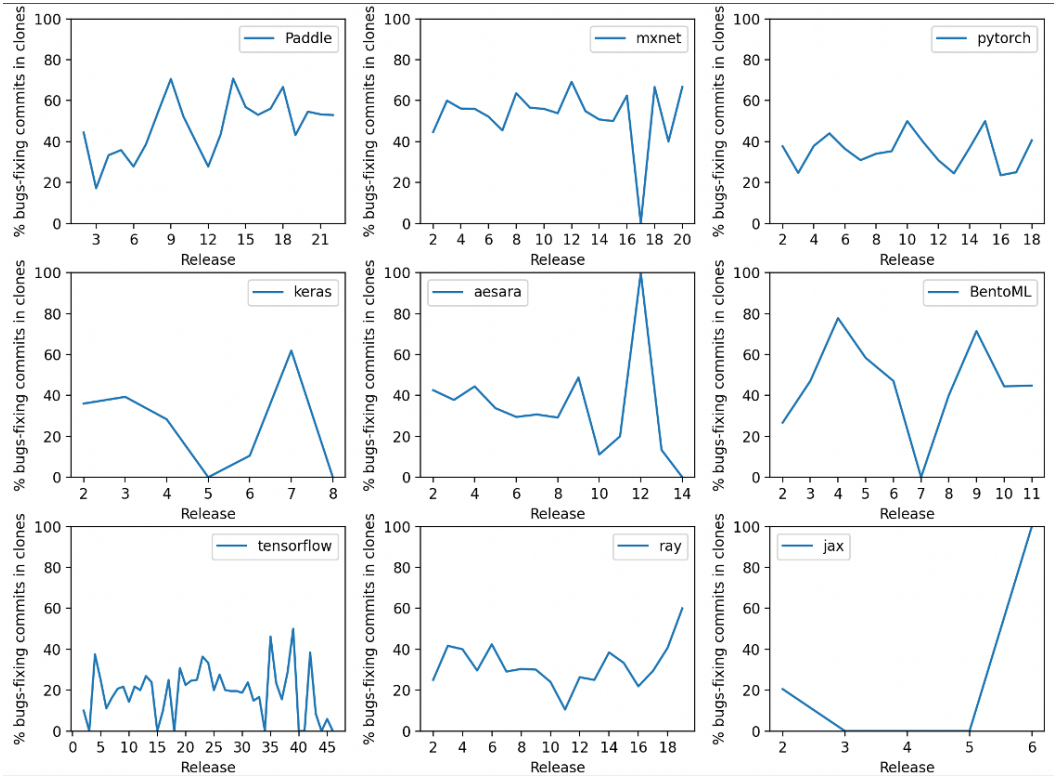 % bugs-fixing commits in clones
100
80
60
40
20
0
Paddle
3 6 9 12 15 18 21
Release
% bugs-fixing commits in clones
100
80
60
40
20
0
mxnet
2 4 6 8 10 12 14 16 18 20
Release
% bugs-fixing commits in clones
100
80
60
40
20
0
pytorch
2 4 6 8 10 12 14 16 18
Release
% bugs-fixing commits in clones
100
80
60
40
20
0
keras
2 3 4 5 6 7 8
Release
% bugs-fixing commits in clones
100
80
60
40
20
0
aesara
2 4 6 8 10 12 14
Release
% bugs-fixing commits in clones
100
80
60
40
20
0
BentoML
2 3 4 5 6 7 8 9 10 11
Release
% bugs-fixing commits in clones
100
80
60
40
20
0
tensorflow
0 5 10 15 20 25 30 35 40 45
Release
% bugs-fixing commits in clones
100
80
60
40
20
0
ray
2 4 6 8 10 12 14 16 18
Release
% bugs-fixing commits in clones
100
80
60
40
20
0
jax
2 3 4 5 6
Release